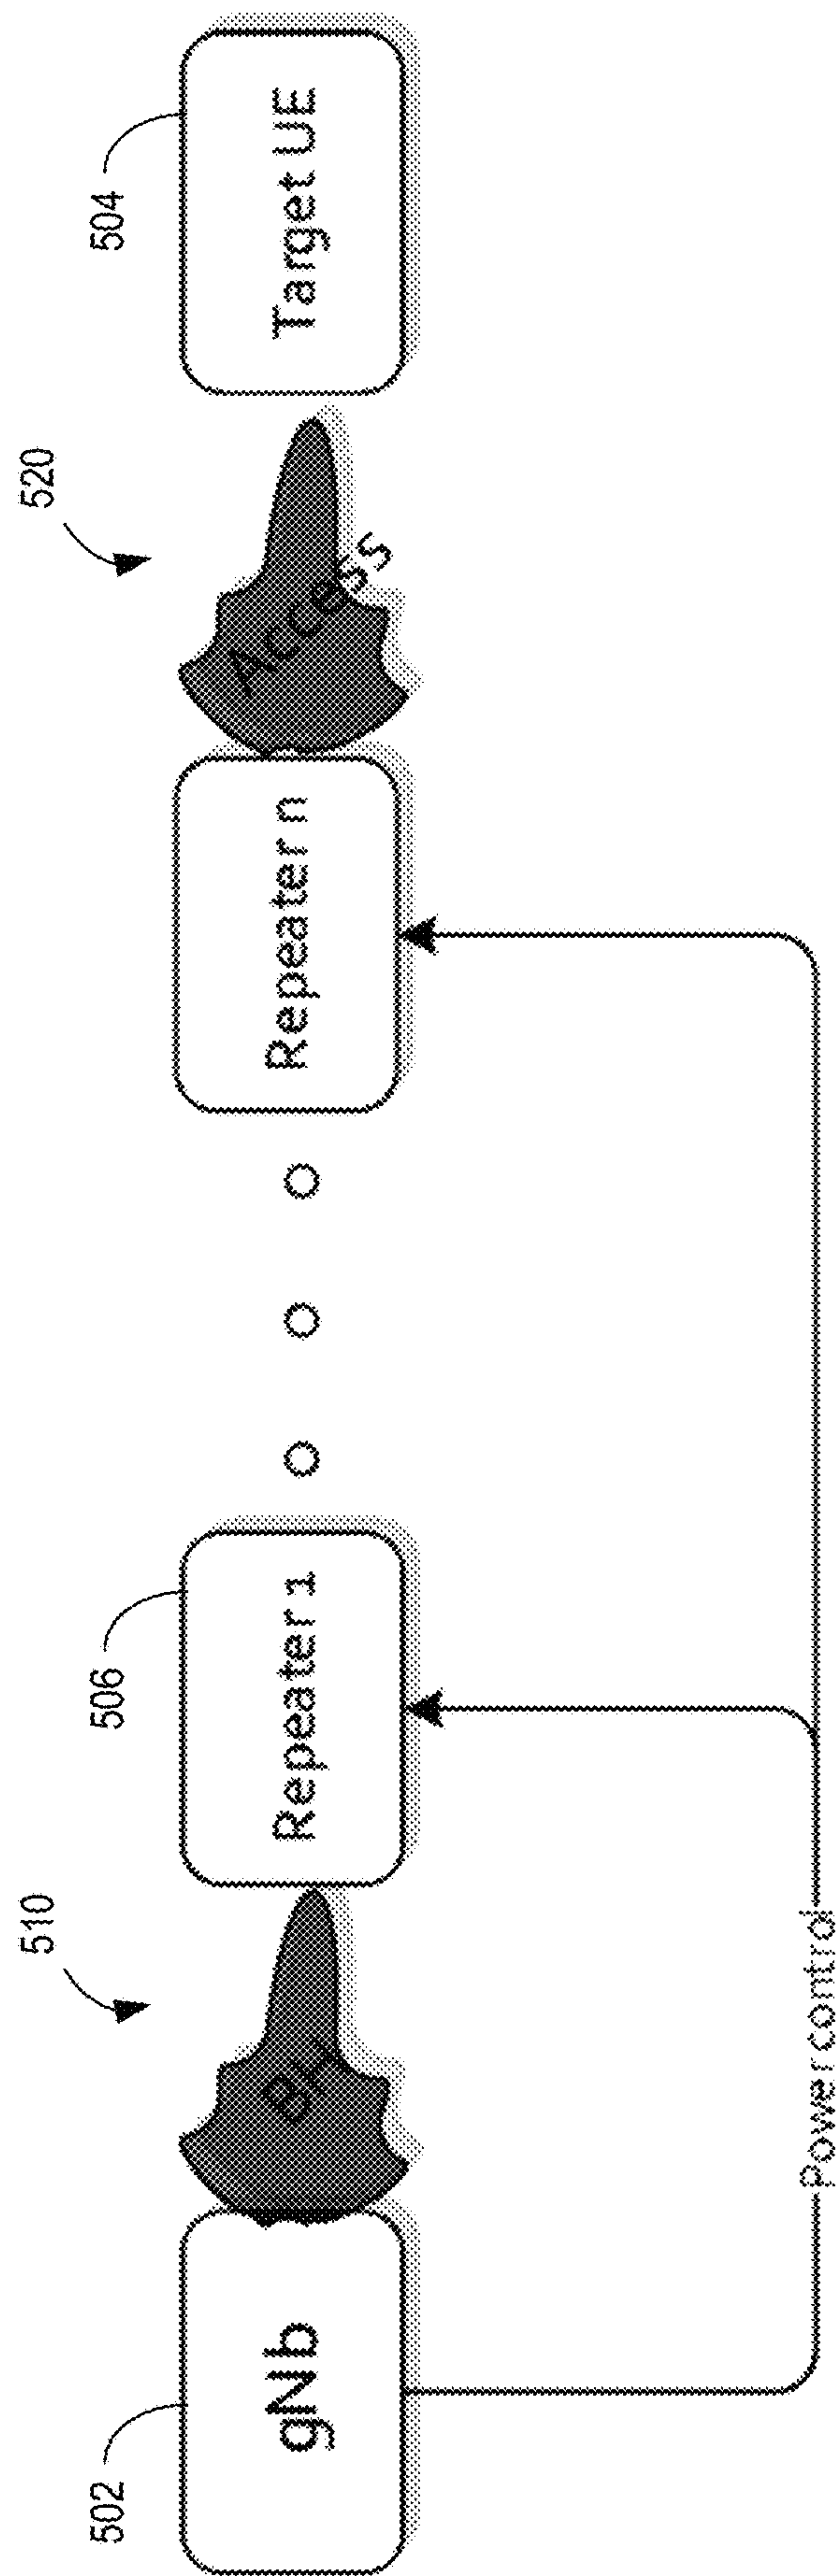 510
520
502
506
504
gNb
BH
Repeater 1
Repeater n
Access
Target UE
Power control